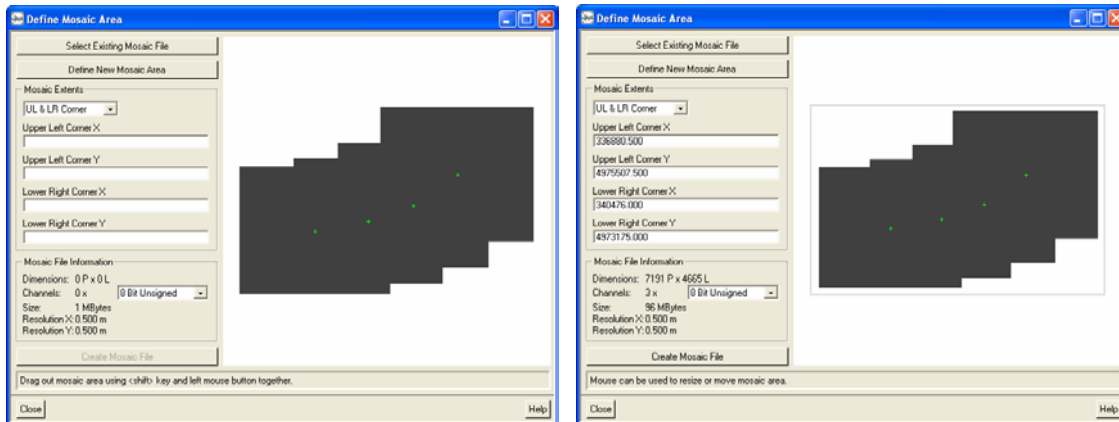 Define Mosaic Area
Select Existing Mosaic File
Define New Mosaic Area
Mosaic Extents
UL & LR Corner
Upper Left Corner X
Upper Left Corner Y
Lower Right Corner X
Lower Right Corner Y
Mosaic File Information
Dimensions: 0 P x 0 L
Channels: 0 x 8 Bit Unsigned
Size: 1 MBytes
Resolution X: 0.500 m
Resolution Y: 0.500 m
Create Mosaic File
Drag out mosaic area using <shift> key and left mouse button together.
Close Help
Define Mosaic Area
Select Existing Mosaic File
Define New Mosaic Area
Mosaic Extents
UL & LR Corner
Upper Left Corner X
336880.500
Upper Left Corner Y
4975507.500
Lower Right Corner X
340476.000
Lower Right Corner Y
4973175.000
Mosaic File Information
Dimensions: 7191 P x 4665 L
Channels: 3 x 8 Bit Unsigned
Size: 96 MBytes
Resolution X: 0.500 m
Resolution Y: 0.500 m
Create Mosaic File
Mouse can be used to resize or move mosaic area.
Close Help